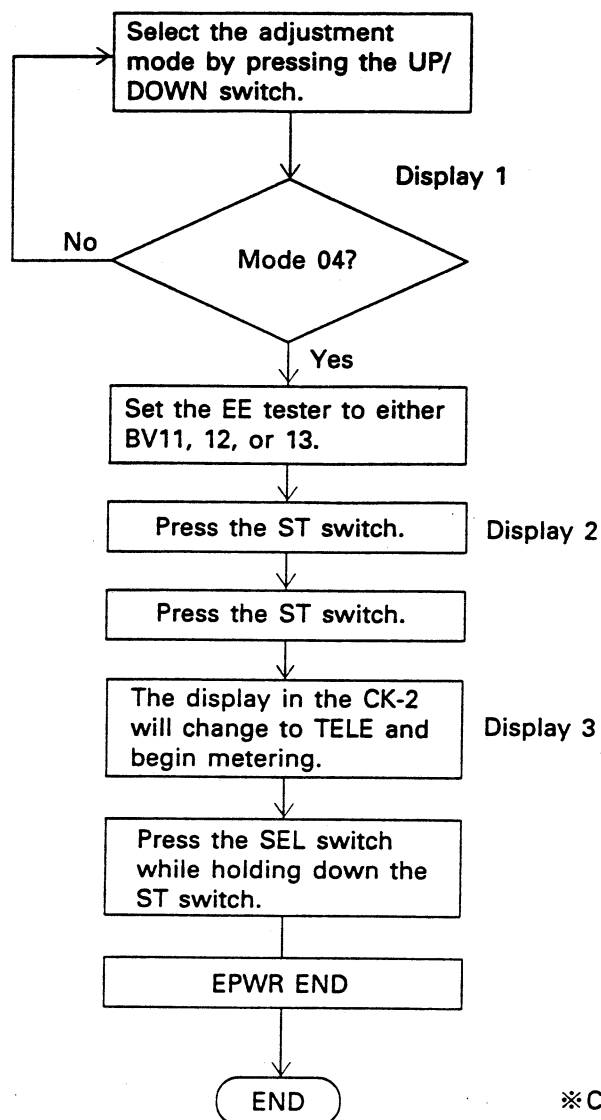 Select the adjustment
mode by pressing the UP/
DOWN switch.
Display 1
No
Mode 04?
Yes
Set the EE tester to either
BV11, 12, or 13.
Press the ST switch.
Display 2
Press the ST switch.
The display in the CK-2
will change to TELE and
begin metering.
Display 3
Press the SEL switch
while holding down the
ST switch.
EPWR END
END
※C